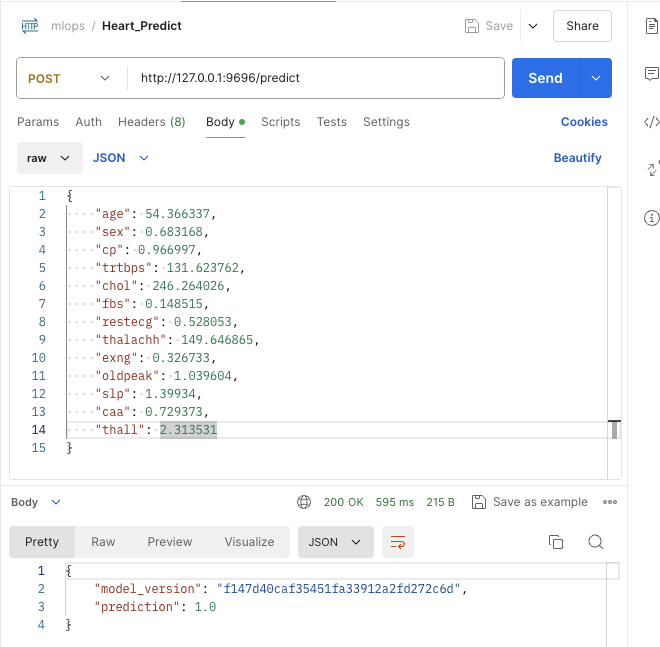 HTTP mlops / Heart_Predict Save Share
POST http://127.0.0.1:9696/predict Send
Params Auth Headers (8) Body Scripts Tests Settings Cookies
raw JSON Beautify
1 {
2 ····"age":·54.366337,
3 ····"sex":·0.683168,
4 ····"cp":·0.966997,
5 ····"trtbps":·131.623762,
6 ····"chol":·246.264026,
7 ····"fbs":·0.148515,
8 ····"restecg":·0.528053,
9 ····"thalachh":·149.646865,
10 ····"exng":·0.326733,
11 ····"oldpeak":·1.039604,
12 ····"slp":·1.39934,
13 ····"caa":·0.729373,
14 ····"thall":·2.313531
15 }
Body 200 OK 595 ms 215 B Save as example
Pretty Raw Preview Visualize JSON
1 {
2 "model_version": "f147d40caf35451fa33912a2fd272c6d",
3 "prediction": 1.0
4 }